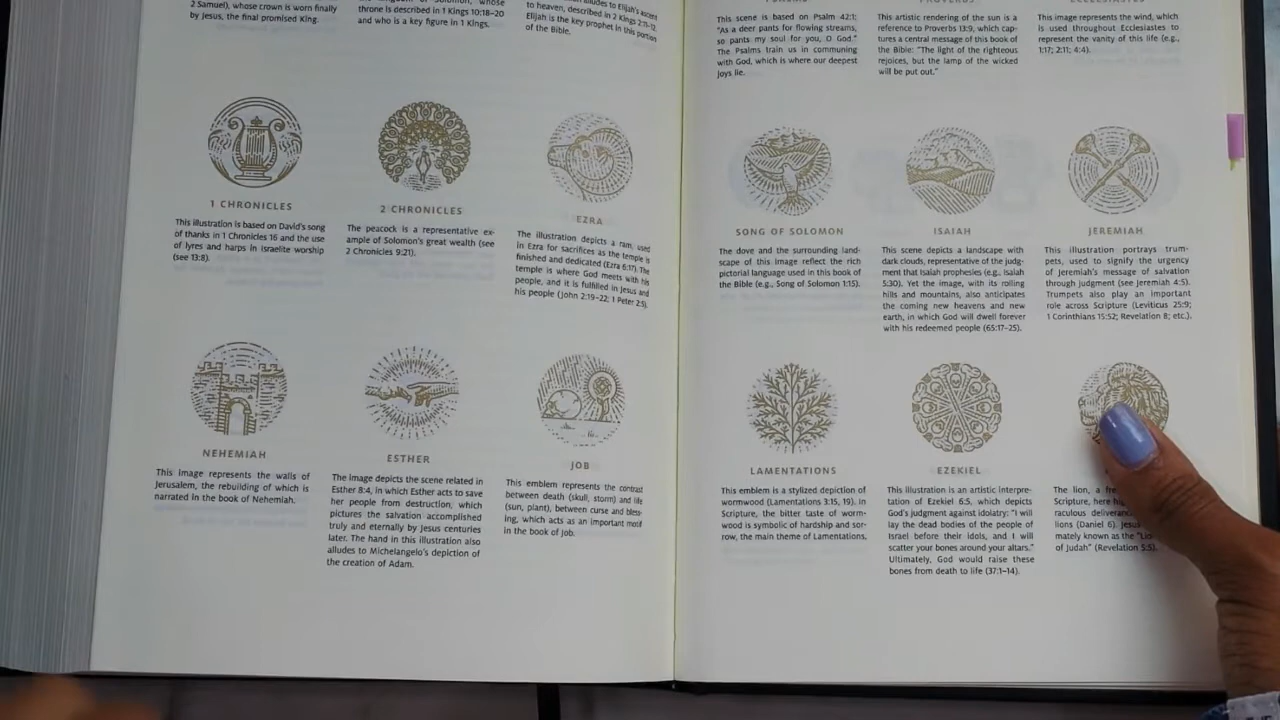 2 Samuel), whose crown is worn finally
by Jesus, the final promised King.
throne is described in 1 Kings 10:18–20
and who is a key figure in 1 Kings.
to heaven, described in 2 Kings 2:11–12.
Elijah is the key prophet in this portion
of the Bible.
1 CHRONICLES
This illustration is based on David's song
of thanks in 1 Chronicles 16 and the use
of lyres and harps in Israelite worship
(see 13:8).
2 CHRONICLES
The peacock is a representative ex-
ample of Solomon's great wealth (see
2 Chronicles 9:21).
EZRA
The illustration depicts a ram, used
in Ezra for sacrifices as the temple is
finished and dedicated (Ezra 6:17). The
temple is where God meets with his
people, and it is fulfilled in Jesus and
his people (John 2:19–22; 1 Peter 2:5).
NEHEMIAH
This image represents the walls of
Jerusalem, the rebuilding of which is
narrated in the book of Nehemiah.
ESTHER
The image depicts the scene related in
Esther 8:4, in which Esther acts to save
her people from destruction, which
pictures the salvation accomplished
truly and eternally by Jesus centuries
later. The hand in this illustration also
alludes to Michelangelo's depiction of
the creation of Adam.
JOB
This emblem represents the contrast
between death (skull, storm) and life
(sun, plant), between curse and bless-
ing, which acts as an important motif
in the book of Job.
This scene is based on Psalm 42:1:
"As a deer pants for flowing streams,
so pants my soul for you, O God."
The Psalms train us in communing
with God, which is where our deepest
joys lie.
This artistic rendering of the sun is a
reference to Proverbs 13:9, which cap-
tures a central message of this book of
the Bible: "The light of the righteous
rejoices, but the lamp of the wicked
will be put out."
This image represents the wind, which
is used throughout Ecclesiastes to
represent the vanity of this life (e.g.,
1:17; 2:11; 4:4).
SONG OF SOLOMON
The dove and the surrounding land-
scape of this image reflect the rich
pictorial language used in this book of
the Bible (e.g., Song of Solomon 1:15).
ISAIAH
This scene depicts a landscape with
dark clouds, representative of the judg-
ment that Isaiah prophesies (e.g., Isaiah
5:30). Yet the image, with its rolling
hills and mountains, also anticipates
the coming new heavens and new
earth, in which God will dwell forever
with his redeemed people (65:17–25).
JEREMIAH
This illustration portrays trum-
pets, used to signify the urgency
of Jeremiah's message of salvation
through judgment (see Jeremiah 4:5).
Trumpets also play an important
role across Scripture (Leviticus 25:9;
1 Corinthians 15:52; Revelation 8; etc.).
LAMENTATIONS
This emblem is a stylized depiction of
wormwood (Lamentations 3:15, 19). In
Scripture, the bitter taste of worm-
wood is symbolic of hardship and sor-
row, the main theme of Lamentations.
EZEKIEL
This illustration is an artistic interpre-
tation of Ezekiel 6:5, which depicts
God's judgment against idolatry: "I will
lay the dead bodies of the people of
Israel before their idols, and I will
scatter your bones around your altars."
Ultimately, God would raise these
bones from death to life (37:1–14).
The lion, a
Scripture, here
raculous
lions (Daniel 6). Jesus
mately known as the
of Judah" (Revelation 5:5).